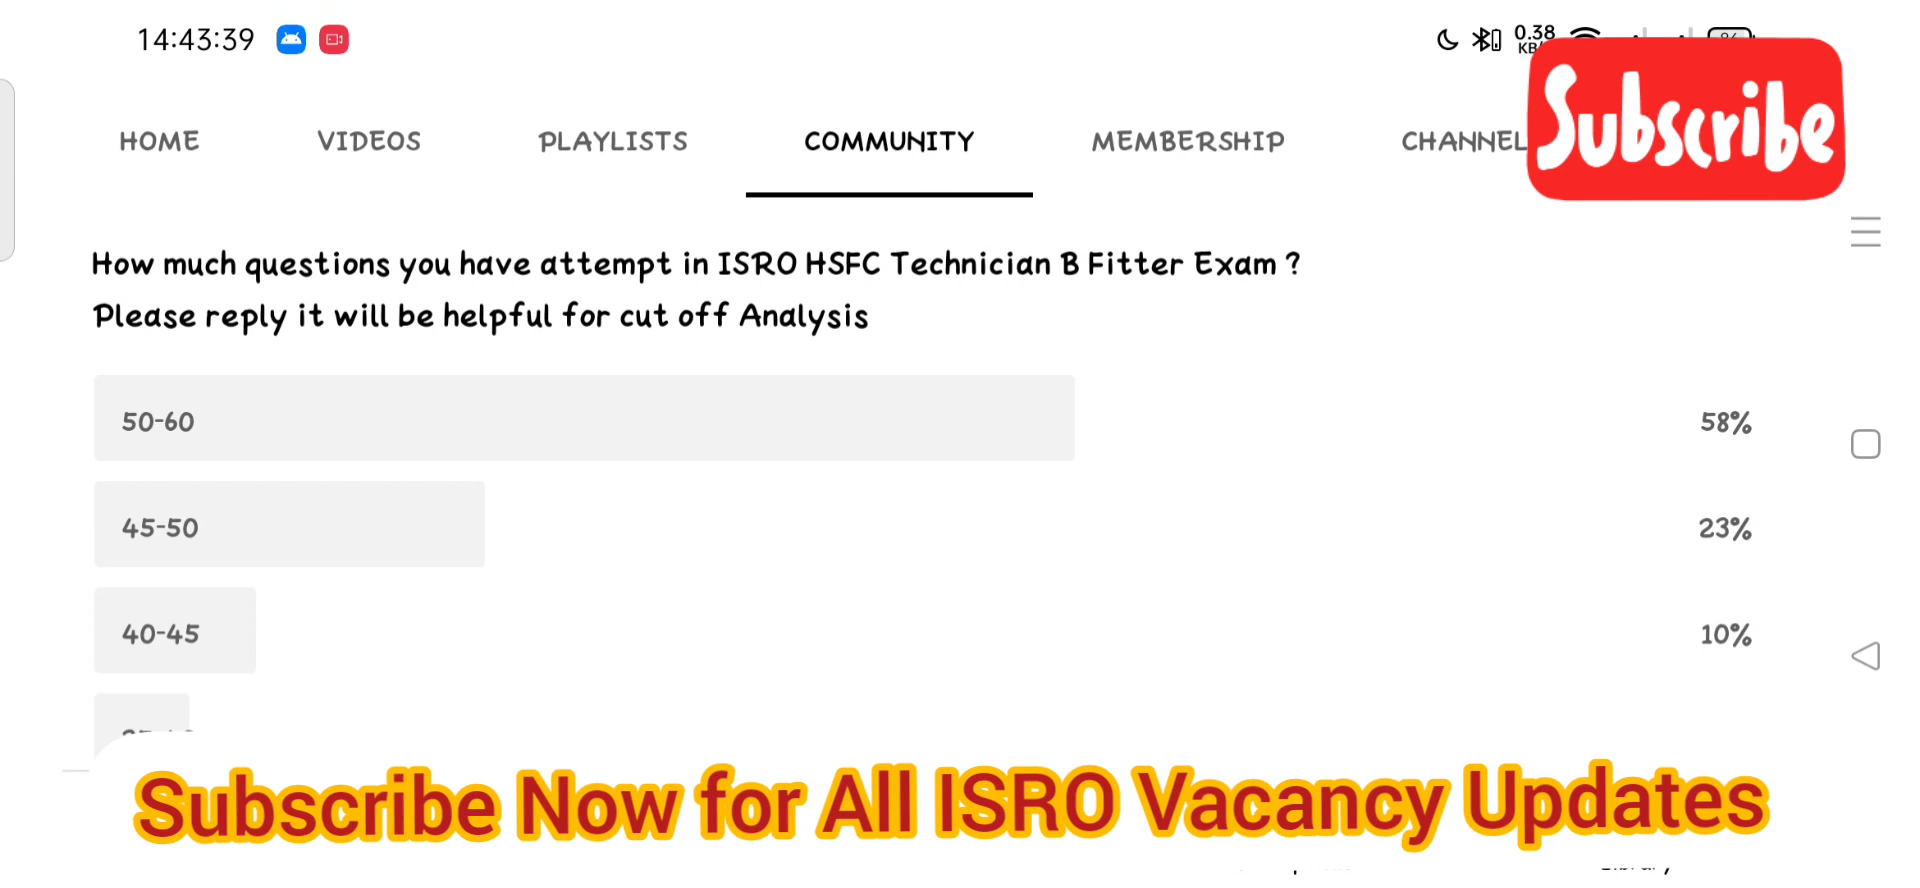 14:43:39
0.38
KB/
Subscribe
HOME VIDEOS PLAYLISTS COMMUNITY MEMBERSHIP CHANNEL
How much questions you have attempt in ISRO HSFC Technician B Fitter Exam ?
Please reply it will be helpful for cut off Analysis
50-60 58%
45-50 23%
40-45 10%
Subscribe Now for All ISRO Vacancy Updates